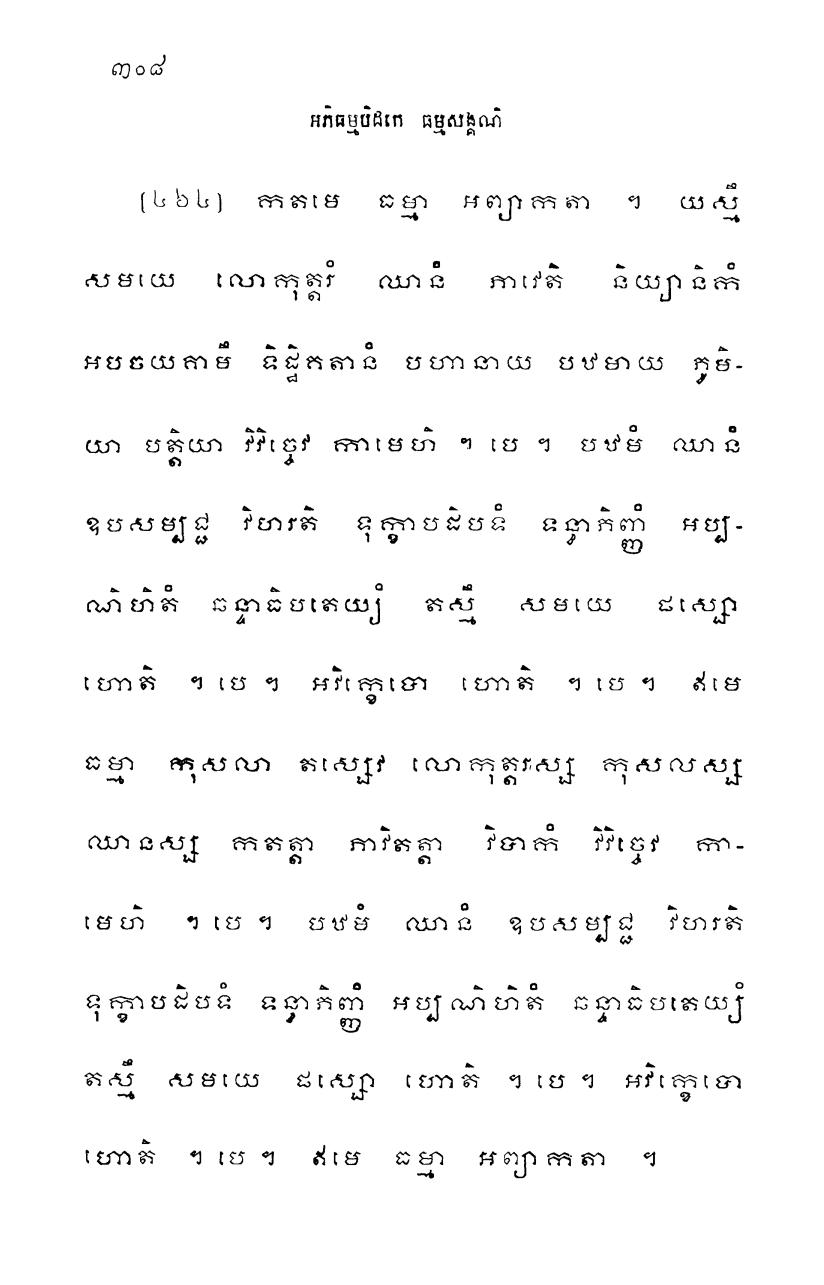 ៣០៨
អភិធម្មបិដកេ ធម្មសង្គណិ
[៤៦៤] កតមេ ធម្មា អព្យាកតា ។ យស្មឹ
សមយេ លោកុត្តរំ ឈានំ ភាវេតិ និយ្យានិកំ
អបចយគាមឹ ទិដ្ឋិគតានំ បហានាយ បឋមាយ ភូមិ-
យា បត្តិយា វិវិច្ចេវ កាមេហិ ។ បេ ។ បឋមំ ឈានំ
ឧបសម្បជ្ជ វិហរតិ ទុក្ខាបដិបទំ ទន្ធាភិញ្ញំ អប្ប-
ណិហិតំ ឆន្ទាធិបតេយ្យំ តស្មឹ សមយេ ផស្សោ
ហោតិ ។ បេ ។ អវិក្ខេបោ ហោតិ ។ បេ ។ ឥមេ
ធម្មា កុសលា តស្សេវ លោកុត្តរស្ស កុសលស្ស
ឈានស្ស កតត្តា ភាវិតត្តា វិបាកំ វិវិច្ចេវ កា-
មេហិ ។ បេ ។ បឋមំ ឈានំ ឧបសម្បជ្ជ វិហរតិ
ទុក្ខាបដិបទំ ទន្ធាភិញ្ញំ អប្បណិហិតំ ឆន្ទាធិបតេយ្យំ
តស្មឹ សមយេ ផស្សោ ហោតិ ។ បេ ។ អវិក្ខេបោ
ហោតិ ។ បេ ។ ឥមេ ធម្មា អព្យាកតា ។